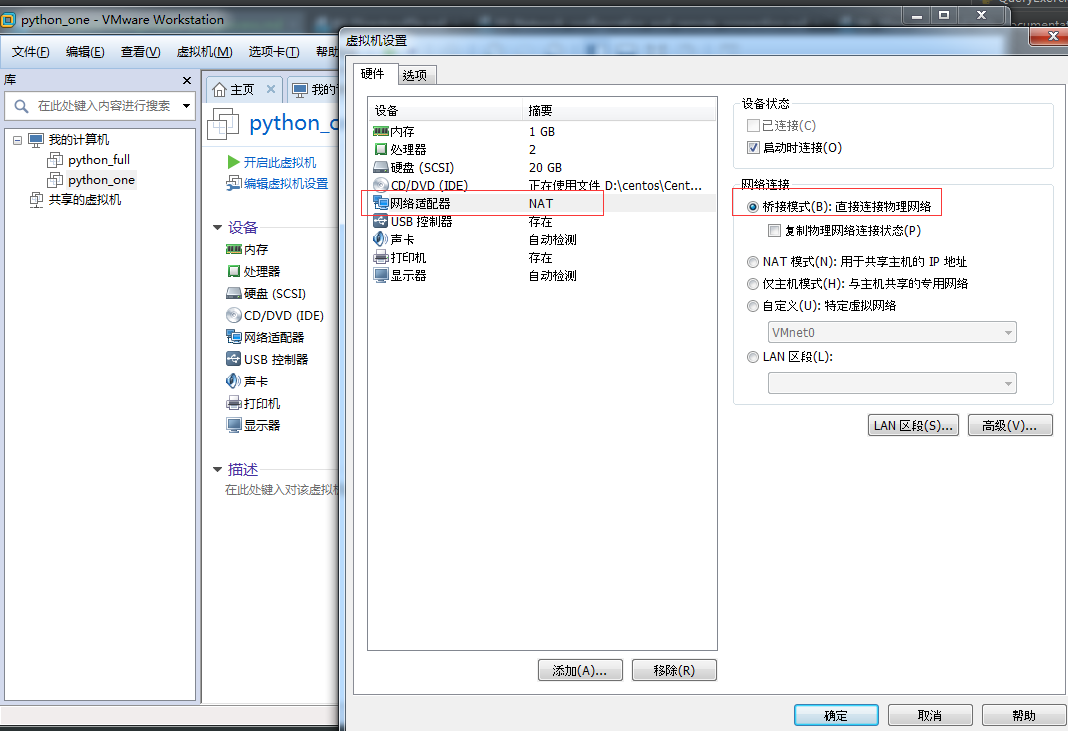 python_one - VMware Workstation
文件(F) 编辑(E) 查看(V) 虚拟机(M) 选项卡(T) 帮助
库
在此处键入内容进行搜索
我的计算机
python_full
python_one
共享的虚拟机
主页
我的
python_o
开启此虚拟机
编辑虚拟机设置
设备
内存
处理器
硬盘 (SCSI)
CD/DVD (IDE)
网络适配器
USB 控制器
声卡
打印机
显示器
描述
在此处键入对该虚拟机
虚拟机设置
硬件 选项
设备 摘要
内存 1 GB
处理器 2
硬盘 (SCSI) 20 GB
CD/DVD (IDE) 正在使用文件 D:\centos\Cent...
网络适配器 NAT
USB 控制器 存在
声卡 自动检测
打印机 存在
显示器 自动检测
添加(A)... 移除(R)
设备状态
已连接(C)
启动时连接(O)
网络连接
桥接模式(B): 直接连接物理网络
复制物理网络连接状态(P)
NAT 模式(N): 用于共享主机的 IP 地址
仅主机模式(H): 与主机共享的专用网络
自定义(U): 特定虚拟网络
VMnet0
LAN 区段(L):
LAN 区段(S)... 高级(V)...
确定 取消 帮助